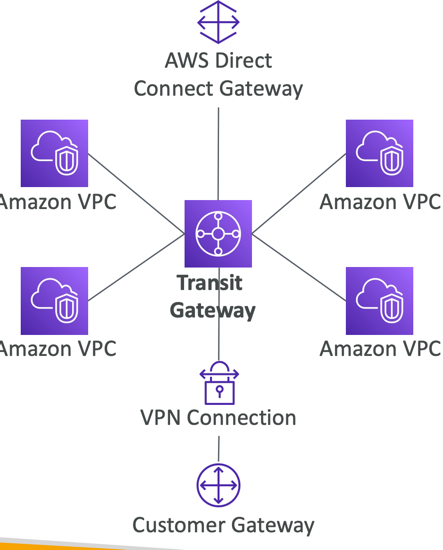 AWS Direct
Connect Gateway
Amazon VPC
Amazon VPC
Transit
Gateway
Amazon VPC
Amazon VPC
VPN Connection
Customer Gateway